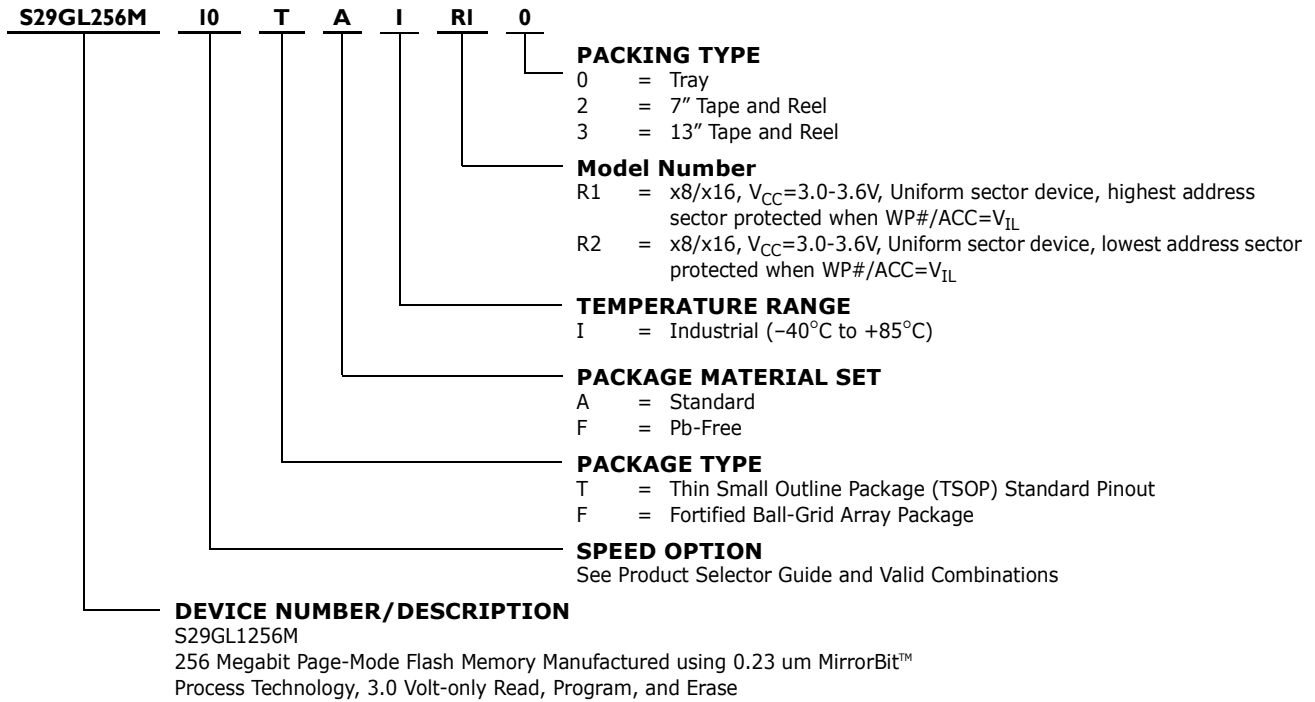 S29GL256M 10 T A I R1 0
PACKING TYPE
0 = Tray
2 = 7″ Tape and Reel
3 = 13″ Tape and Reel
Model Number
R1 = x8/x16, VCC=3.0-3.6V, Uniform sector device, highest address
sector protected when WP#/ACC=VIL
R2 = x8/x16, VCC=3.0-3.6V, Uniform sector device, lowest address sector
protected when WP#/ACC=VIL
TEMPERATURE RANGE
I = Industrial (–40°C to +85°C)
PACKAGE MATERIAL SET
A = Standard
F = Pb-Free
PACKAGE TYPE
T = Thin Small Outline Package (TSOP) Standard Pinout
F = Fortified Ball-Grid Array Package
SPEED OPTION
See Product Selector Guide and Valid Combinations
DEVICE NUMBER/DESCRIPTION
S29GL1256M
256 Megabit Page-Mode Flash Memory Manufactured using 0.23 um MirrorBit™
Process Technology, 3.0 Volt-only Read, Program, and Erase